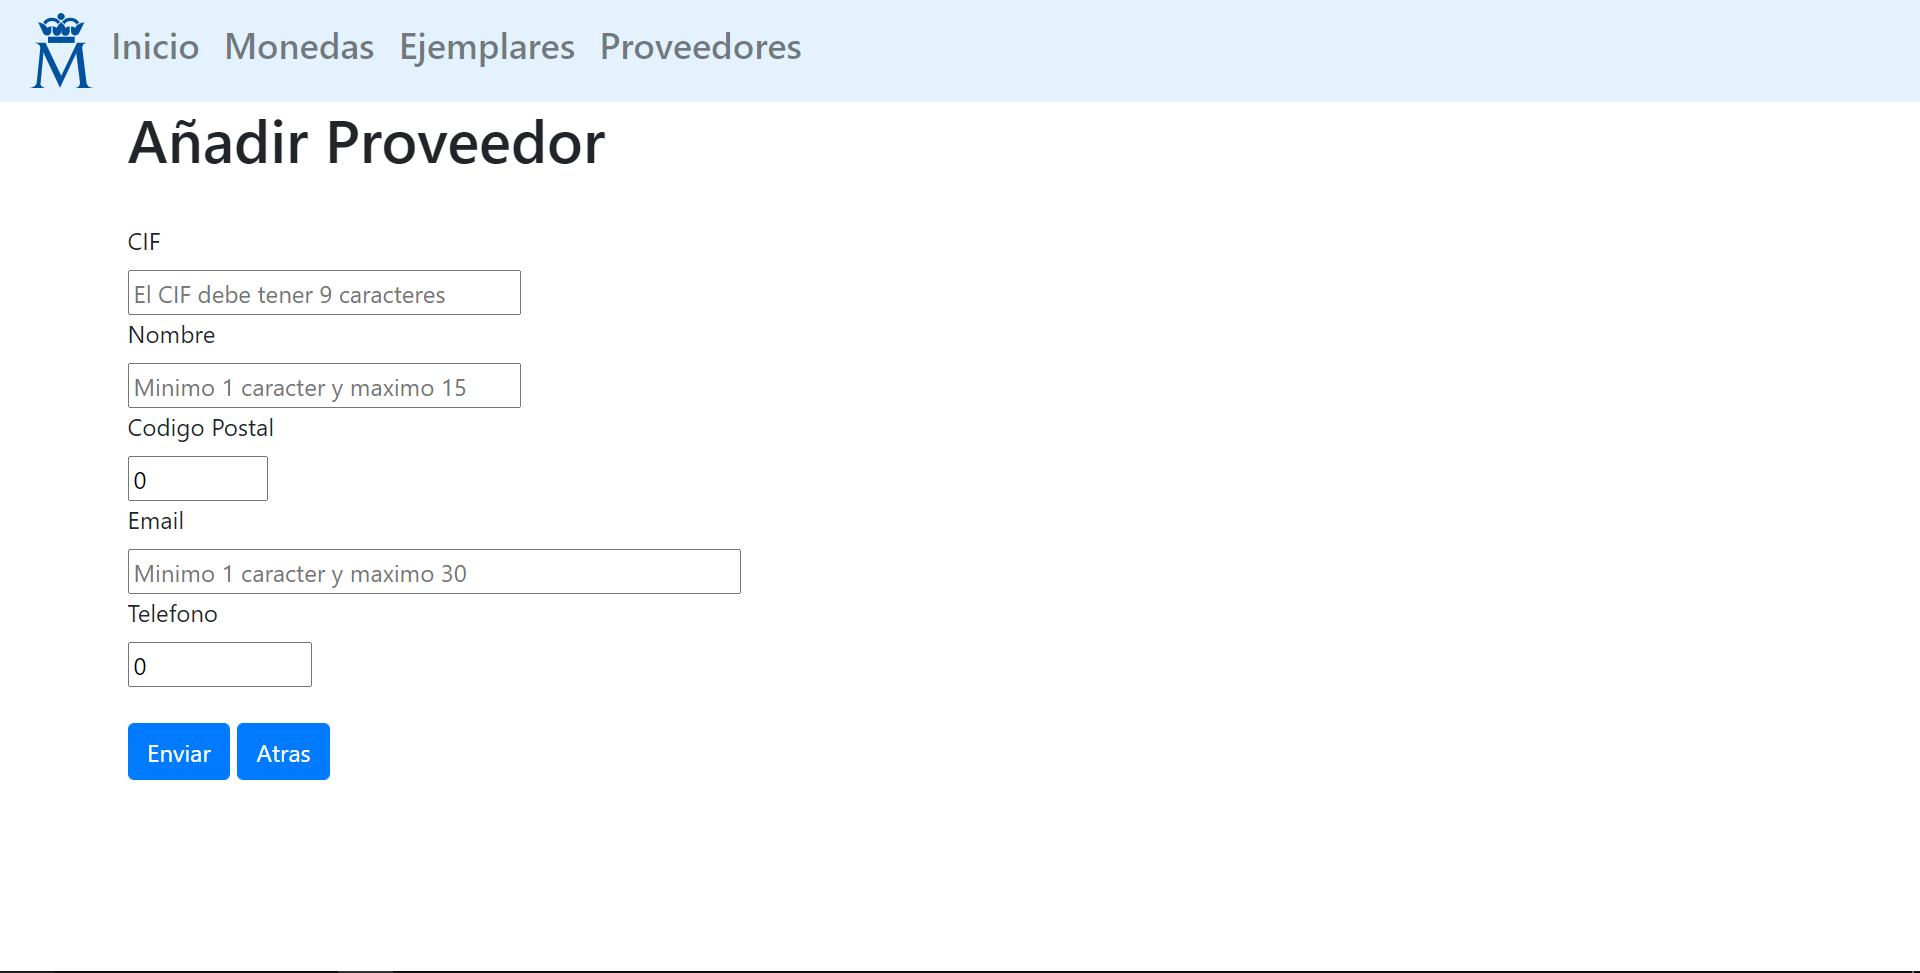 M Inicio Monedas Ejemplares Proveedores
Añadir Proveedor
CIF
El CIF debe tener 9 caracteres
Nombre
Minimo 1 caracter y maximo 15
Codigo Postal
0
Email
Minimo 1 caracter y maximo 30
Telefono
0
Enviar Atras